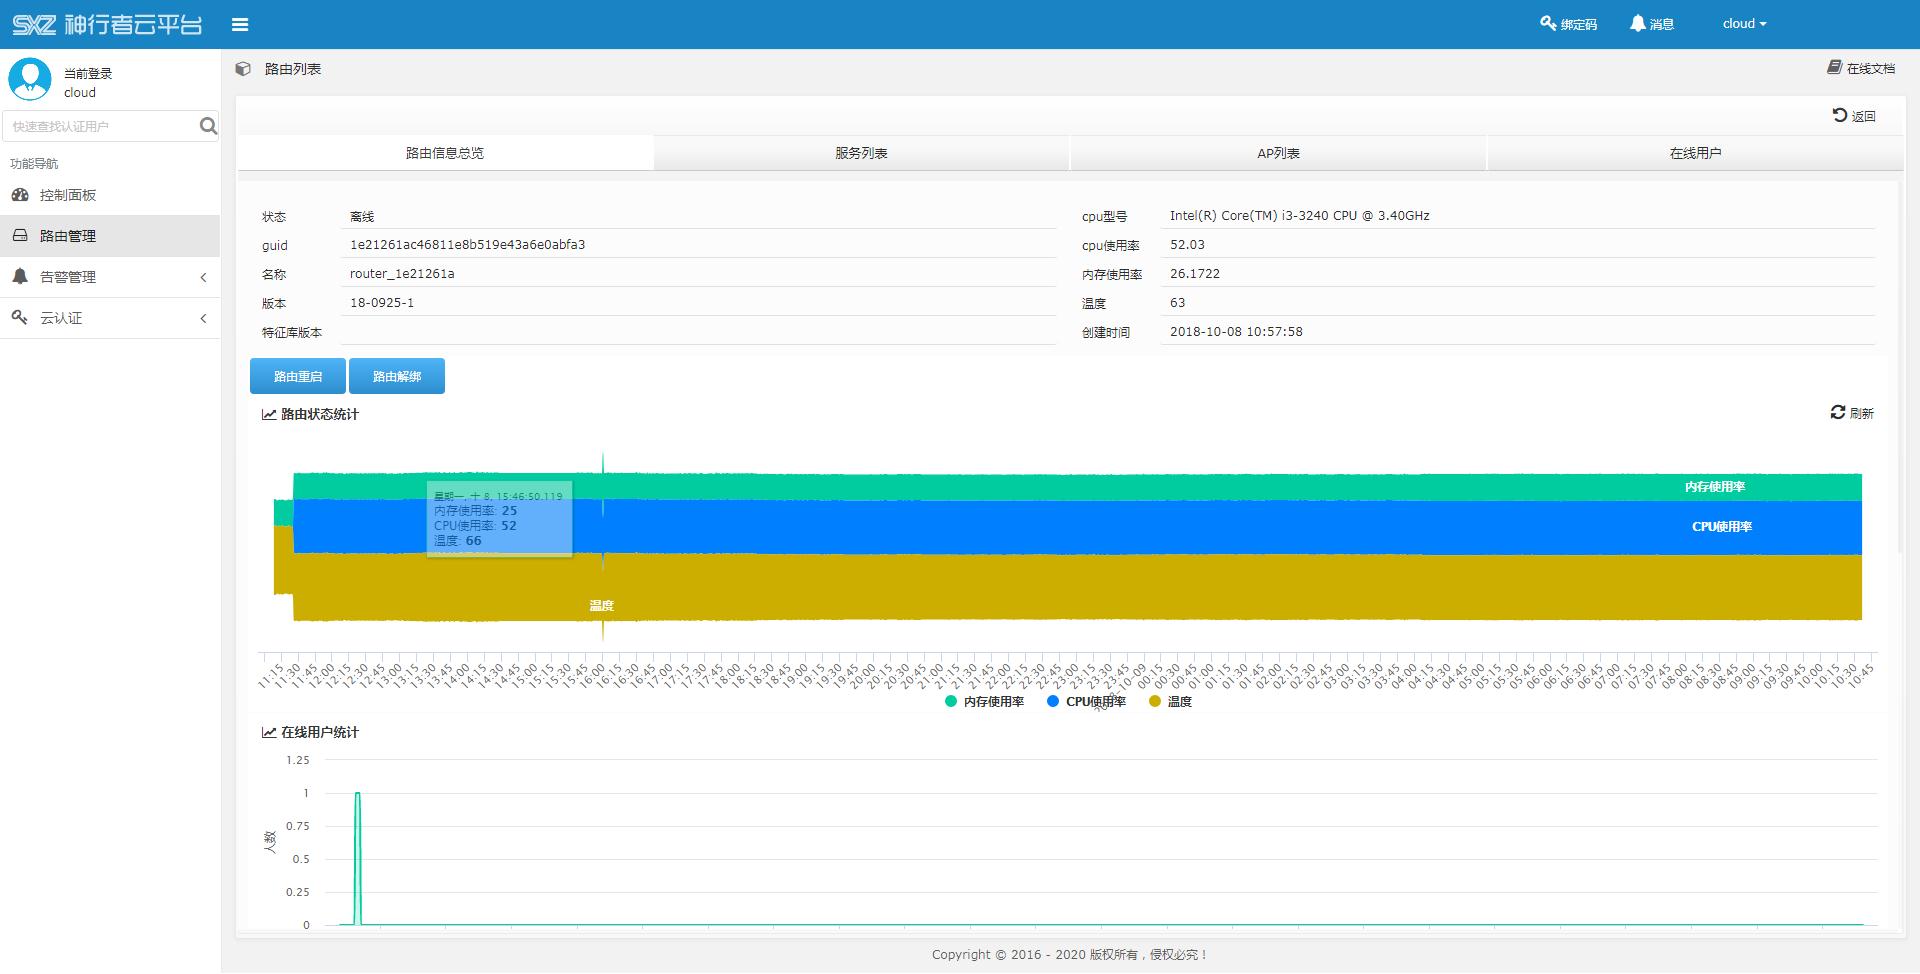 SXZ 神行者云平台
绑定码
消息
cloud
当前登录
cloud
快速查找认证用户
功能导航
控制面板
路由管理
告警管理
云认证
路由列表
在线文档
返回
路由信息总览 服务列表 AP列表 在线用户
状态 离线
guid 1e21261ac46811e8b519e43a6e0abfa3
名称 router_1e21261a
版本 18-0925-1
特征库版本
cpu型号 Intel(R) Core(TM) i3-3240 CPU @ 3.40GHz
cpu使用率 52.03
内存使用率 26.1722
温度 63
创建时间 2018-10-08 10:57:58
路由重启 路由解绑
路由状态统计
刷新
内存使用率
CPU使用率
温度
星期一, 十 8, 15:46:50.119
内存使用率: 25
CPU使用率: 52
温度: 66
11:15 11:30 11:45 12:00 12:15 12:30 12:45 13:00 13:15 13:30 13:45 14:00 14:15 14:30 14:45 15:00 15:15 15:30 15:45 16:00 16:15 16:30 16:45 17:00 17:15 17:30 17:45 18:00 18:15 18:30 18:45 19:00 19:15 19:30 19:45 20:00 20:15 20:30 20:45 21:00 21:15 21:30 21:45 22:00 22:15 22:30 22:45 23:00 23:15 23:30 23:45 2018-10-09 00:15 00:30 00:45 01:00 01:15 01:30 01:45 02:00 02:15 02:30 02:45 03:00 03:15 03:30 03:45 04:00 04:15 04:30 04:45 05:00 05:15 05:30 05:45 06:00 06:15 06:30 06:45 07:00 07:15 07:30 07:45 08:00 08:15 08:30 08:45 09:00 09:15 09:30 09:45 10:00 10:15 10:30 10:45
内存使用率 CPU使用率 温度
在线用户统计
人数
1.25
1
0.75
0.5
0.25
0
Copyright © 2016 - 2020 版权所有，侵权必究！